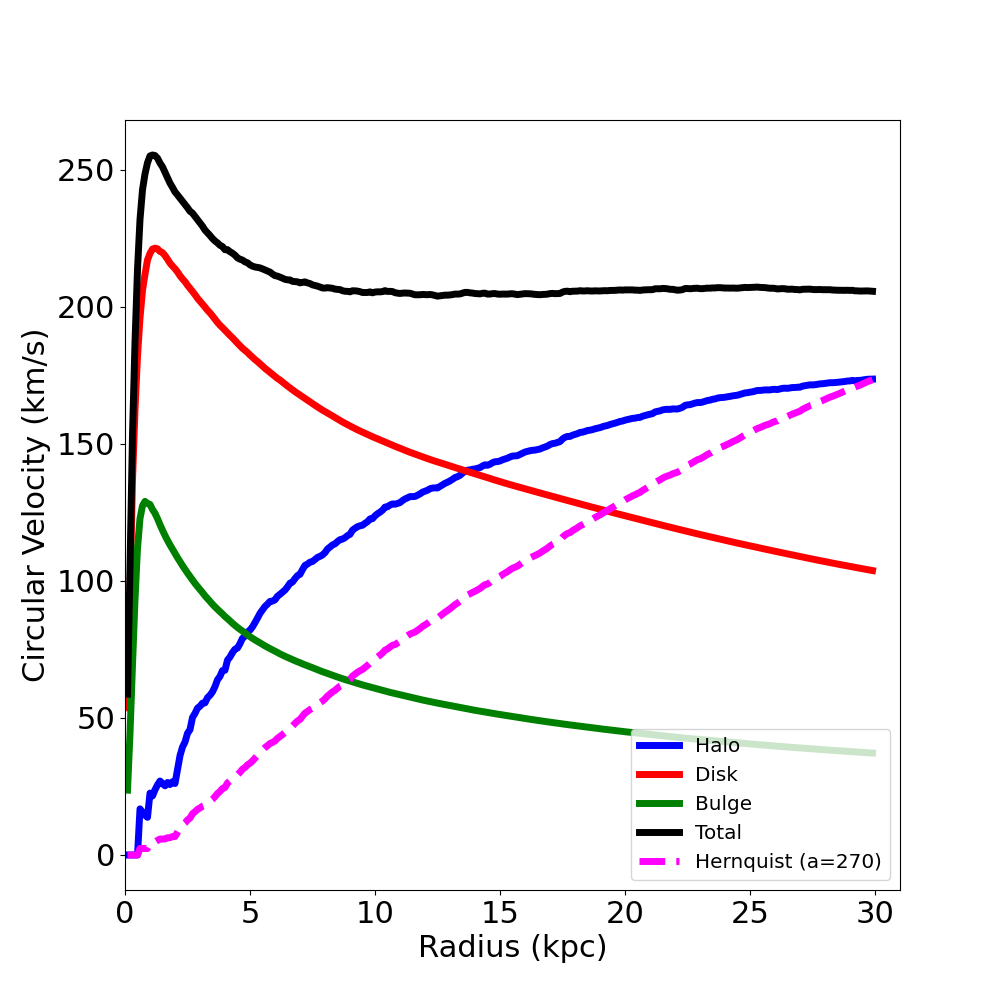 250
200
150
100
50
0
Circular Velocity (km/s)
Halo
Disk
Bulge
Total
Hernquist (a=270)
0 5 10 15 20 25 30
Radius (kpc)